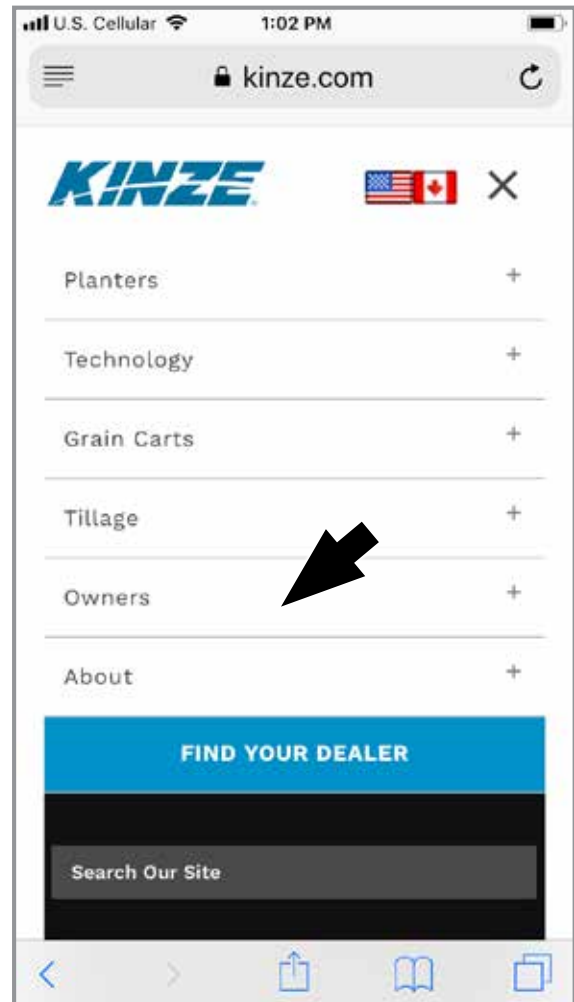 U.S. Cellular 1:02 PM
kinze.com
KINZE
Planters +
Technology +
Grain Carts +
Tillage +
Owners +
About +
FIND YOUR DEALER
Search Our Site